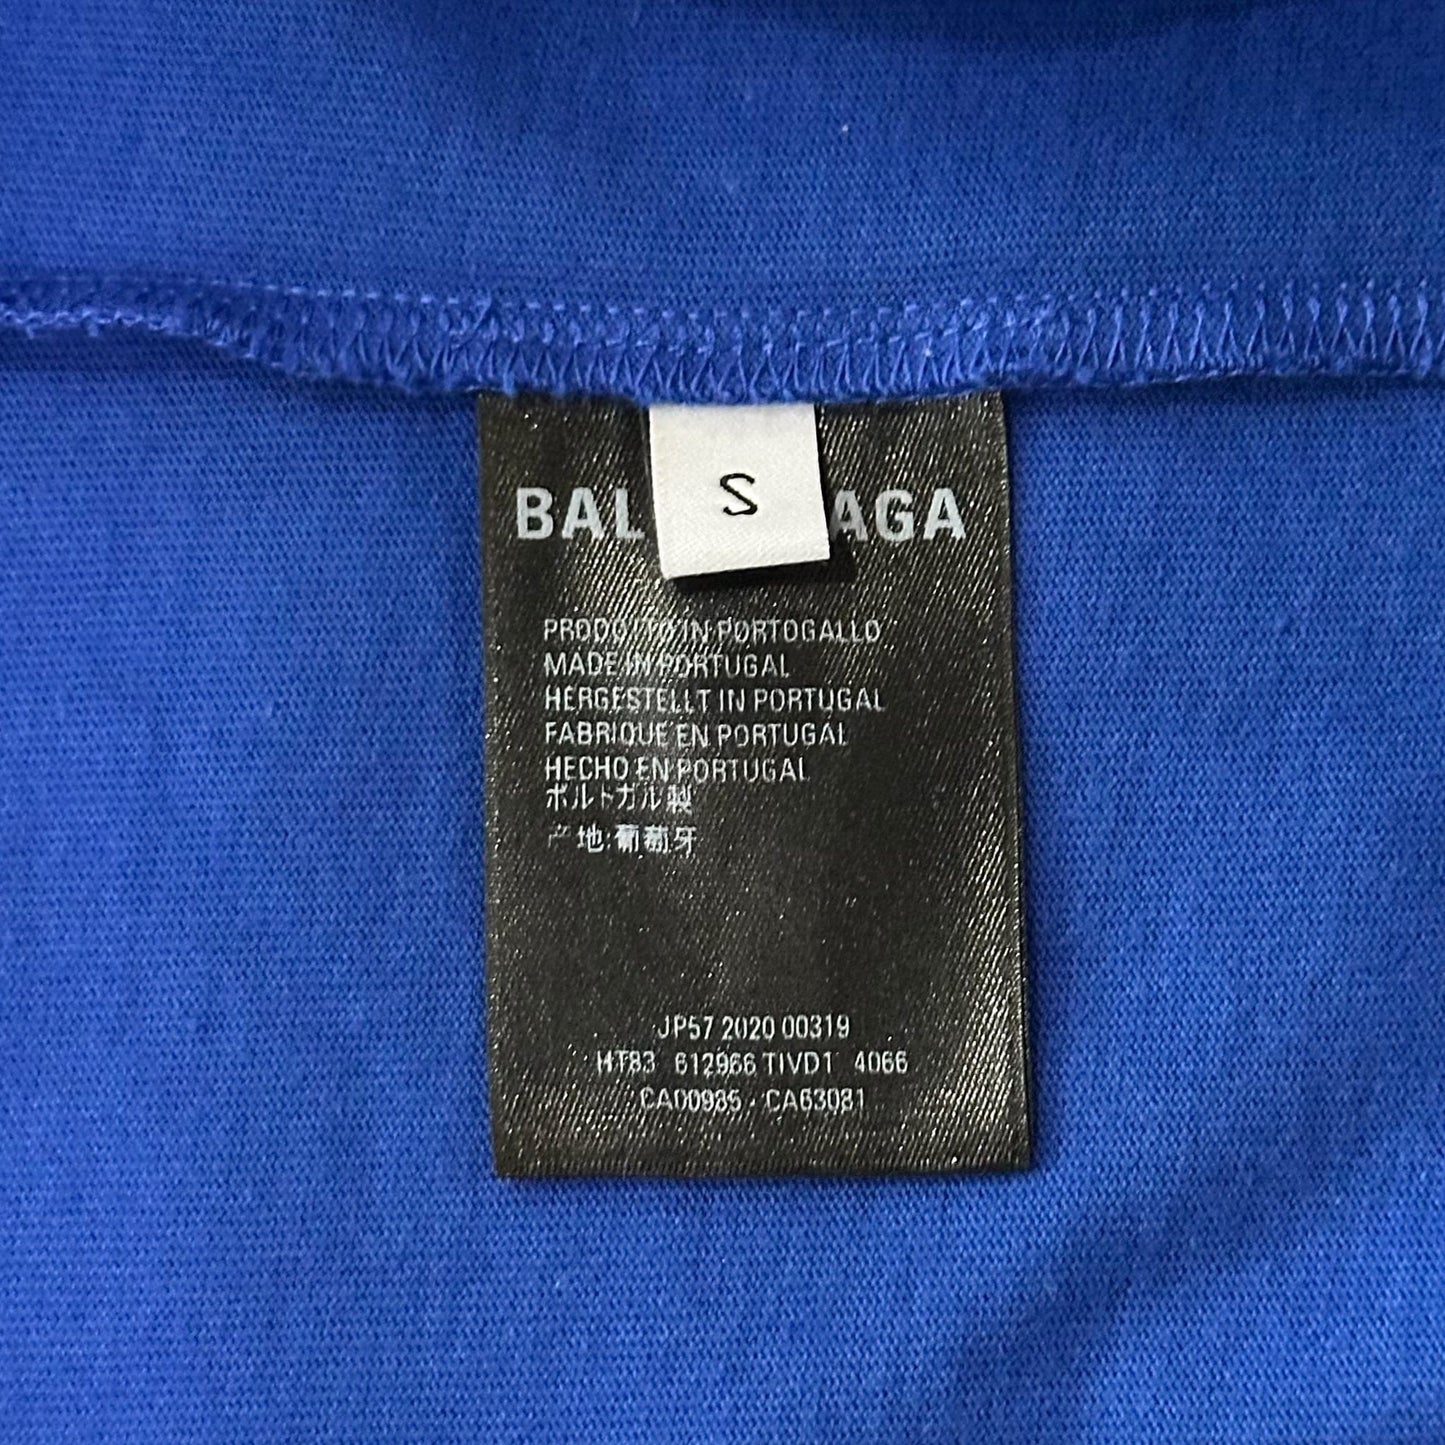 S
BAL AGA
PRODOTTO IN PORTOGALLO
MADE IN PORTUGAL
HERGESTELLT IN PORTUGAL
FABRIQUE EN PORTUGAL
HECHO EN PORTUGAL
ポルトガル製
产地:葡萄牙
JP57 2020 00319
HT83 612966 TIVD1 4066
CA00985 - CA63081